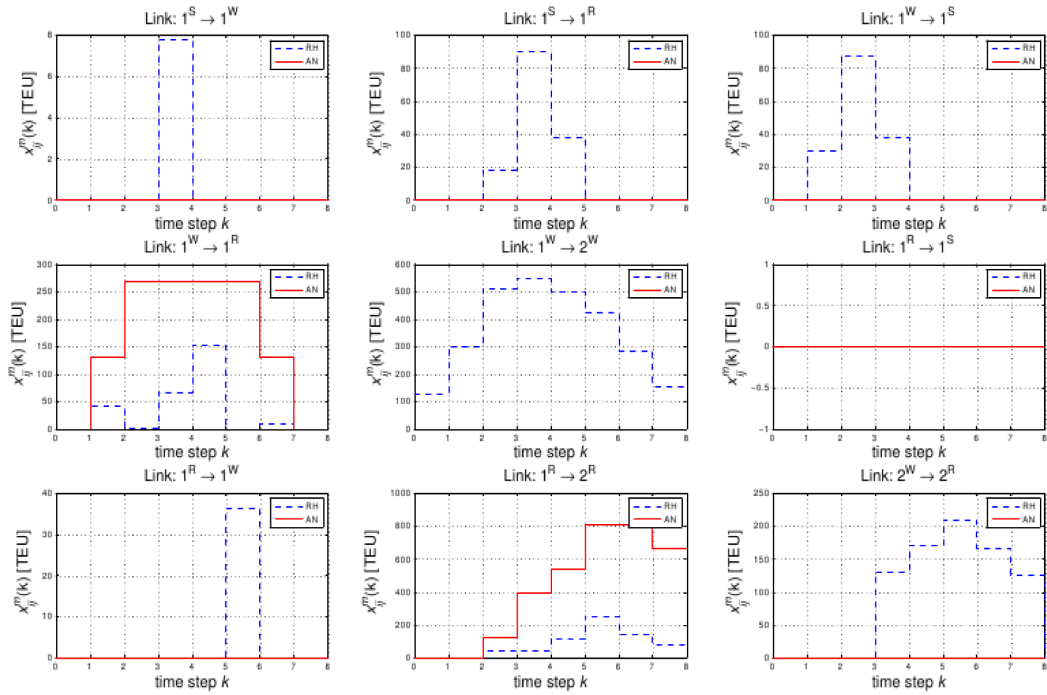 Link: 1^S → 1^W
8
6
4
2
0
0 1 2 3 4 5 6 7 8
x_ij^m(k) [TEU]
time step k
RH
AN
Link: 1^S → 1^R
100
80
60
40
20
0
0 1 2 3 4 5 6 7 8
x_ij^m(k) [TEU]
time step k
RH
AN
Link: 1^W → 1^S
100
80
60
40
20
0
0 1 2 3 4 5 6 7 8
x_ij^m(k) [TEU]
time step k
RH
AN
Link: 1^W → 1^R
300
250
200
150
100
50
0
0 1 2 3 4 5 6 7 8
x_ij^m(k) [TEU]
time step k
RH
AN
Link: 1^W → 2^W
600
500
400
300
200
100
0
0 1 2 3 4 5 6 7 8
x_ij^m(k) [TEU]
time step k
RH
AN
Link: 1^R → 1^S
1
0.5
0
−0.5
−1
0 1 2 3 4 5 6 7 8
x_ij^m(k) [TEU]
time step k
RH
AN
Link: 1^R → 1^W
40
30
20
10
0
0 1 2 3 4 5 6 7 8
x_ij^m(k) [TEU]
time step k
RH
AN
Link: 1^R → 2^R
1000
800
600
400
200
0
0 1 2 3 4 5 6 7 8
x_ij^m(k) [TEU]
time step k
RH
AN
Link: 2^W → 2^R
250
200
150
100
50
0
0 1 2 3 4 5 6 7 8
x_ij^m(k) [TEU]
time step k
RH
AN